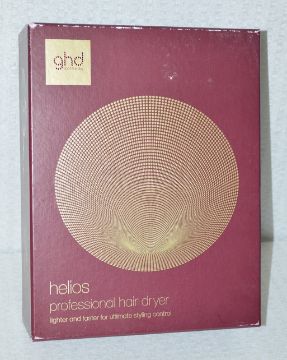 ghd
helios
professional hair dryer
lighter and faster for ultimate styling control